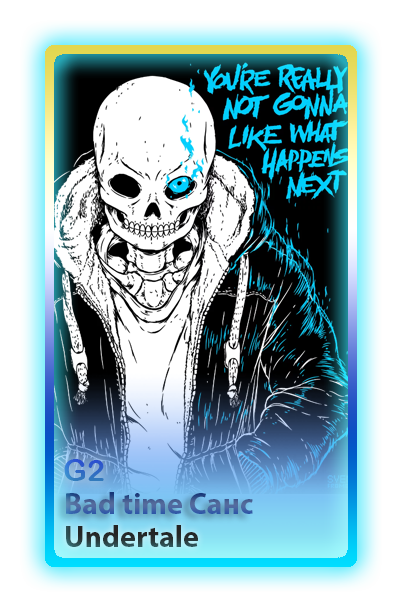 YOU'RE REALLY
NOT GONNA
LIKE WHAT
HAPPENS
NEXT
G2
Bad time Санс
Undertale